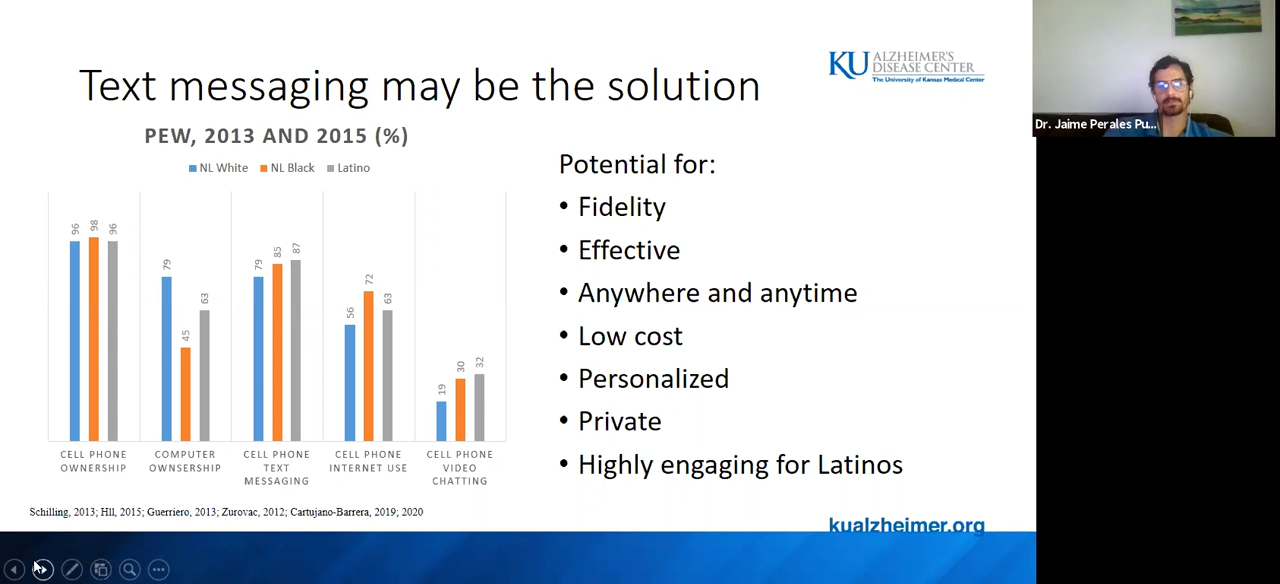 Text messaging may be the solution
KU ALZHEIMER'S
DISEASE CENTER
The University of Kansas Medical Center
Dr. Jaime Perales Pu...
PEW, 2013 AND 2015 (%)
NL White NL Black Latino
96 98 96
79 45 63
79 85 87
56 72 63
19 30 32
CELL PHONE
OWNERSHIP
COMPUTER
OWNSERSHIP
CELL PHONE
TEXT
MESSAGING
CELL PHONE
INTERNET USE
CELL PHONE
VIDEO
CHATTING
Potential for:
• Fidelity
• Effective
• Anywhere and anytime
• Low cost
• Personalized
• Private
• Highly engaging for Latinos
Schilling, 2013; Hll, 2015; Guerriero, 2013; Zurovac, 2012; Cartujano-Barrera, 2019; 2020
kualzheimer.org